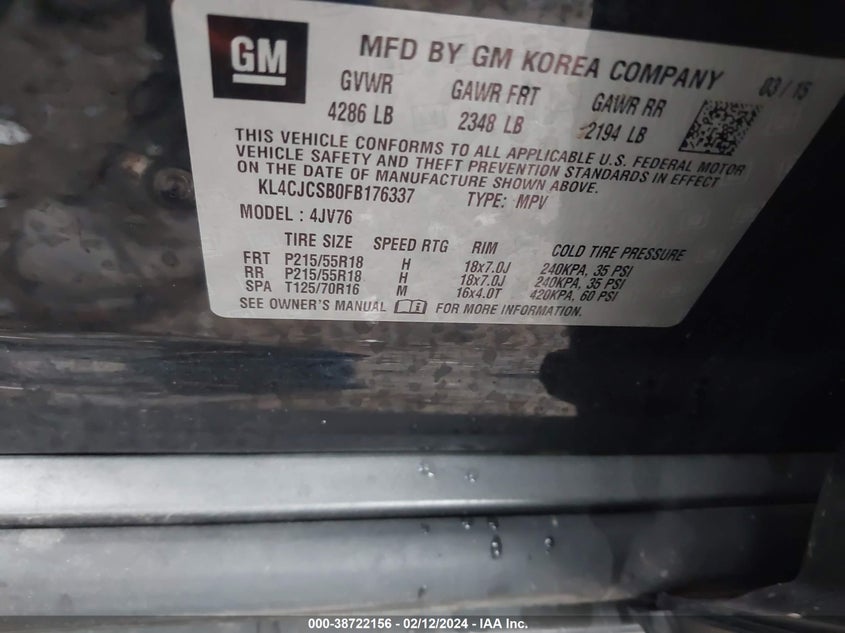 GM
MFD BY GM KOREA COMPANY 03/15
GVWR GAWR FRT GAWR RR
4286 LB 2348 LB 2194 LB
THIS VEHICLE CONFORMS TO ALL APPLICABLE U.S. FEDERAL MOTOR
VEHICLE SAFETY AND THEFT PREVENTION STANDARDS IN EFFECT
ON THE DATE OF MANUFACTURE SHOWN ABOVE.
KL4CJCSB0FB176337 TYPE: MPV
MODEL : 4JV76
TIRE SIZE SPEED RTG RIM COLD TIRE PRESSURE
FRT P215/55R18 H 18x7.0J 240KPA, 35 PSI
RR P215/55R18 H 18x7.0J 240KPA, 35 PSI
SPA T125/70R16 M 16x4.0T 420KPA, 60 PSI
SEE OWNER'S MANUAL FOR MORE INFORMATION.
000-38722156 - 02/12/2024 - IAA Inc.